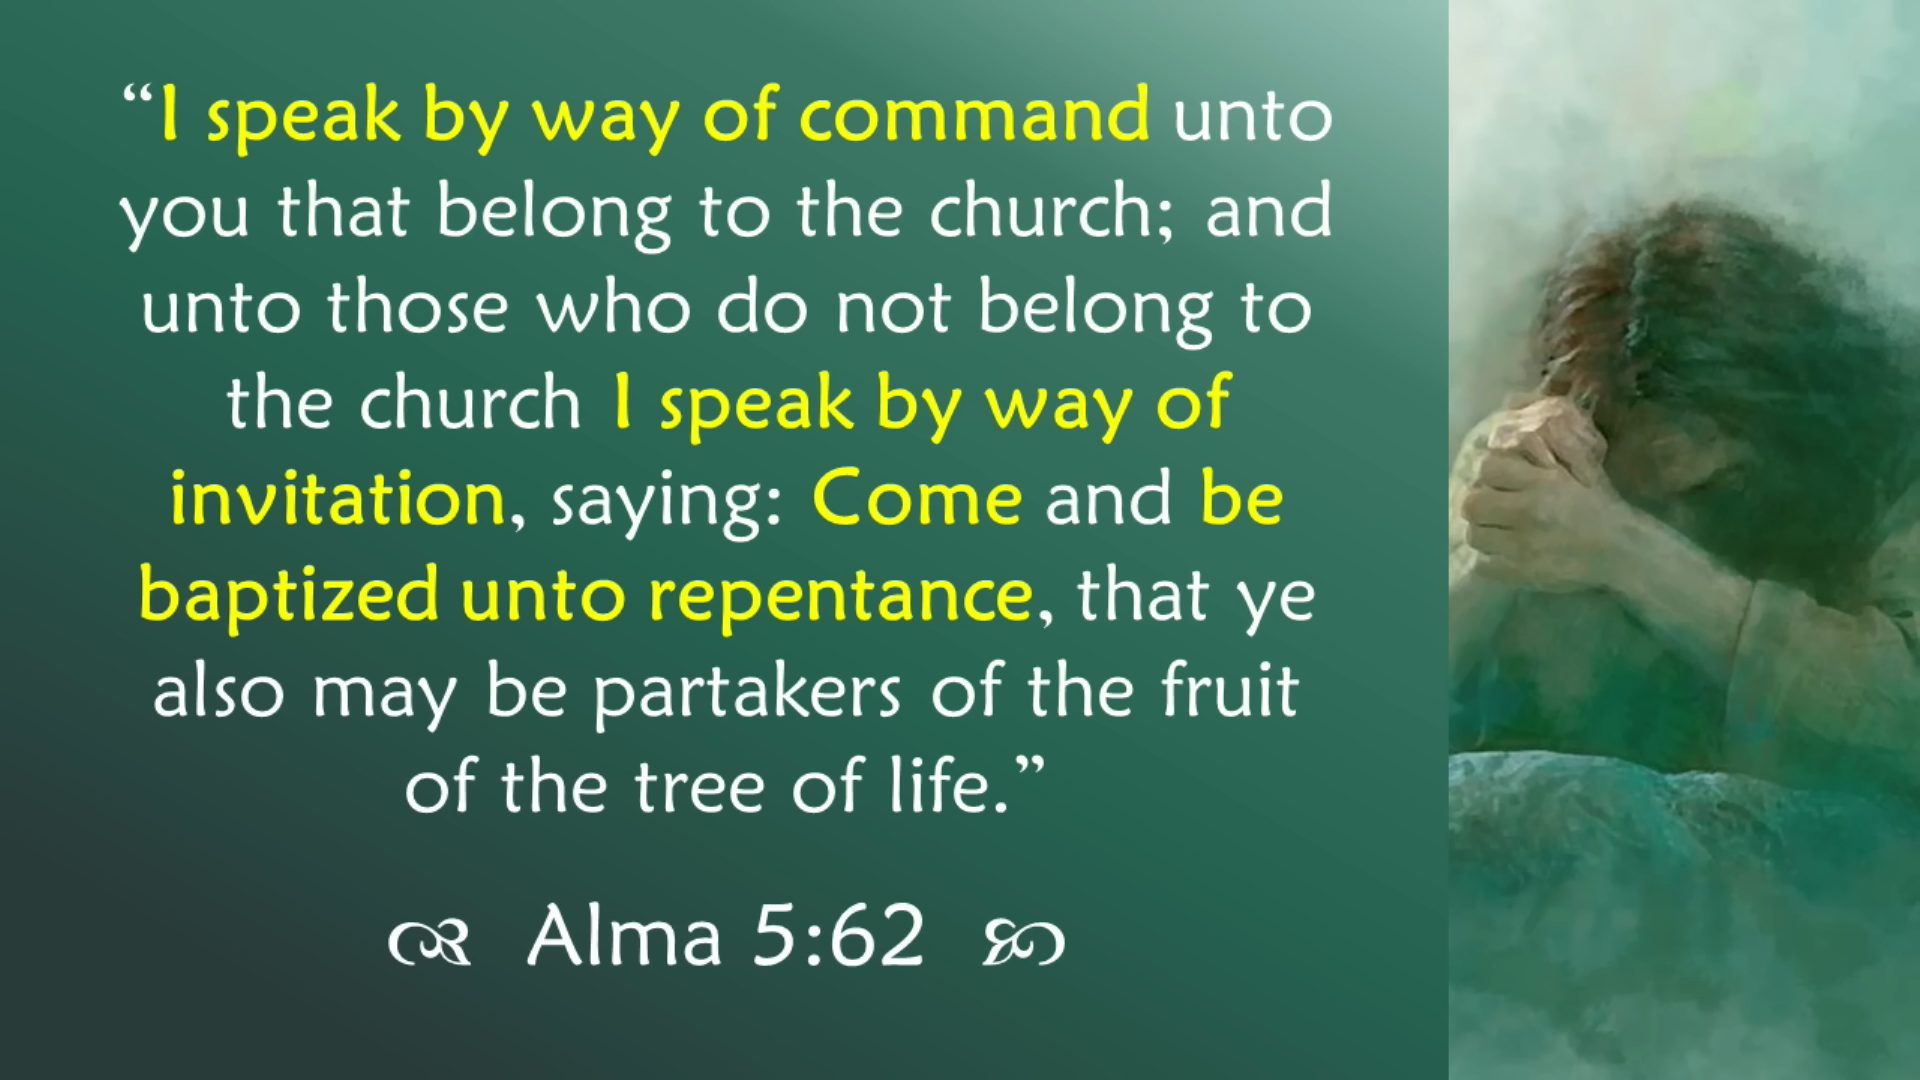 “I speak by way of command unto
you that belong to the church; and
unto those who do not belong to
the church I speak by way of
invitation, saying: Come and be
baptized unto repentance, that ye
also may be partakers of the fruit
of the tree of life.”
Alma 5:62